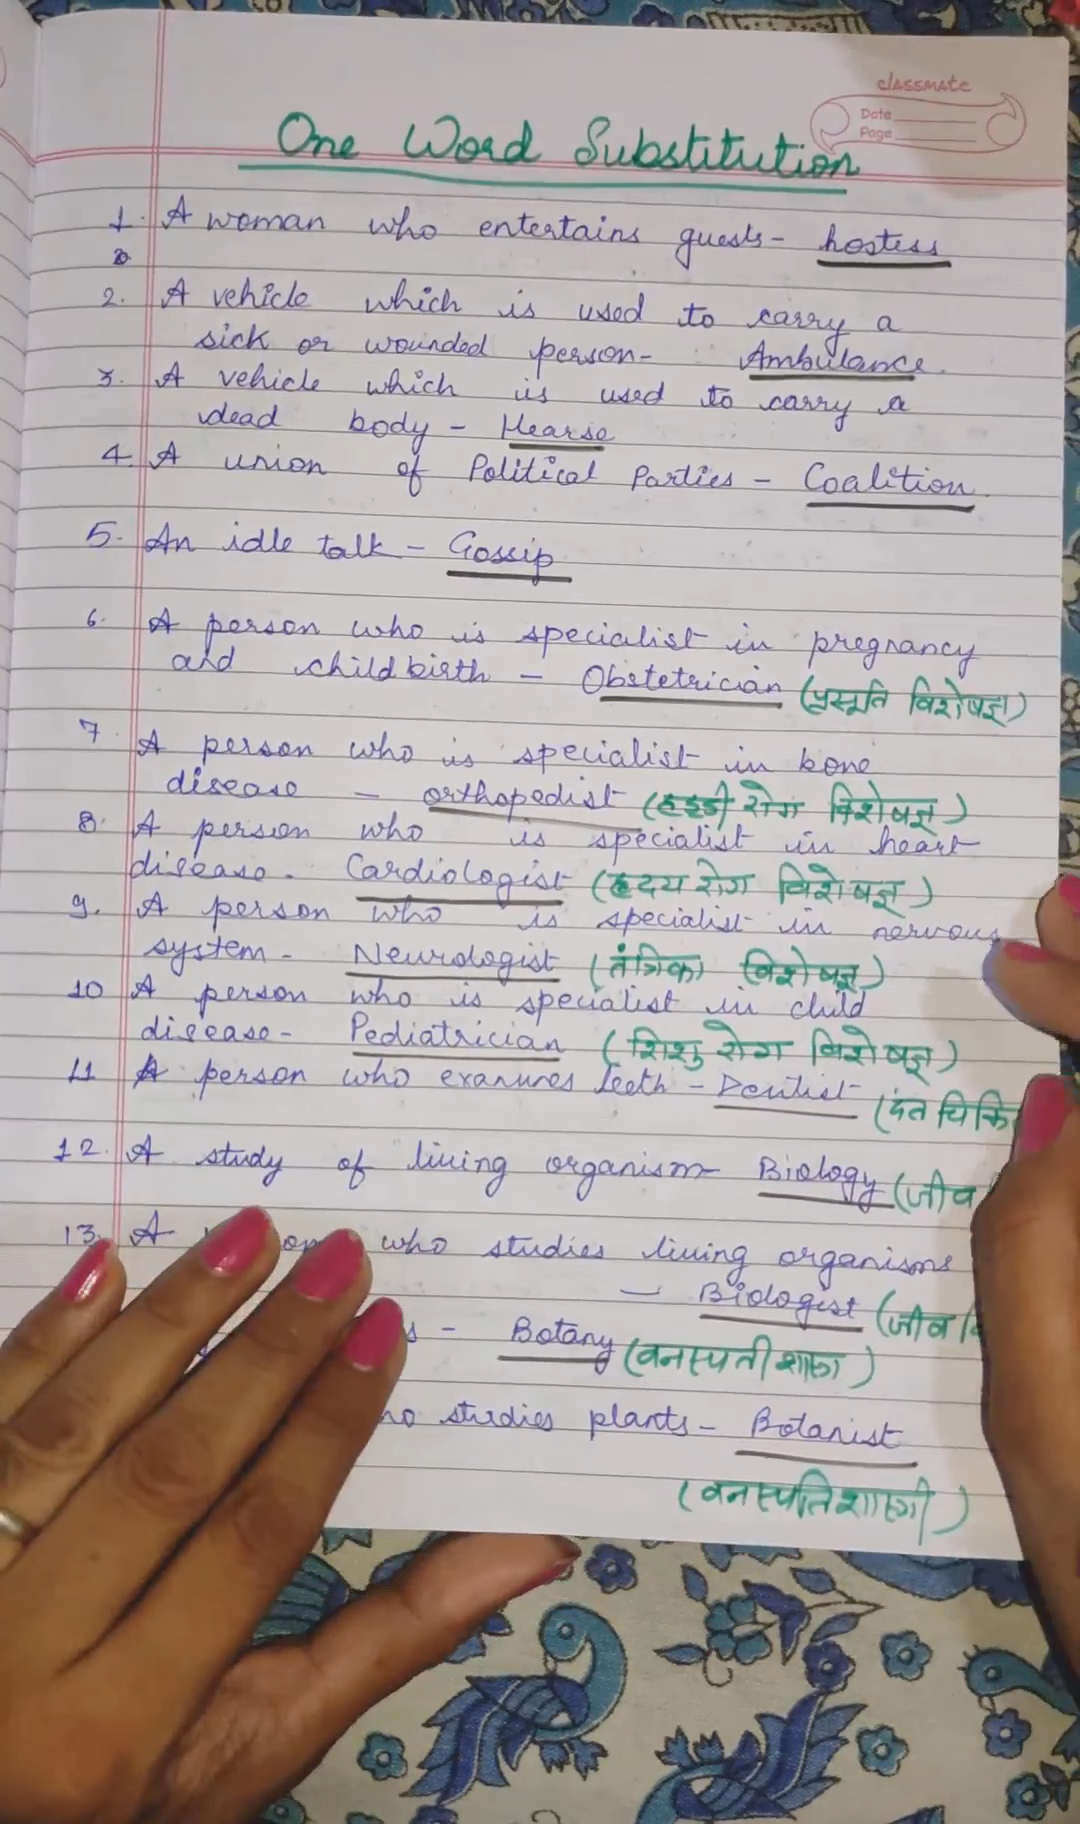 classmate
Date
Page
One Word Substitution
1. A woman who entertains guests- hostess
2. A vehicle which is used to carry a
sick or wounded person- Ambulance.
3. A vehicle which is used to carry a
dead body - Hearse
4. A union of Political Parties - Coalition.
5. An idle talk - Gossip
6. A person who is specialist in pregnancy
and childbirth - Obstetrician (प्रसूति विशेषज्ञ)
7. A person who is specialist in bone
disease - orthopedist (हड्डी रोग विशेषज्ञ)
8. A person who is specialist in heart
disease- Cardiologist (हृदय रोग विशेषज्ञ)
9. A person who is specialist in nervous
system- Neurologist (तंत्रिका विशेषज्ञ)
10 A person who is specialist in child
disease- Pediatrician (शिशु रोग विशेषज्ञ)
11 A person who examines teeth - Dentist (दंत चिकि
12. A study of living organism- Biology (जीव
13. A who studies living organisms
- Biologist (जीव
- Botany (वनस्पती शास्त्र)
studies plants- Botanist
(वनस्पति शास्त्री)